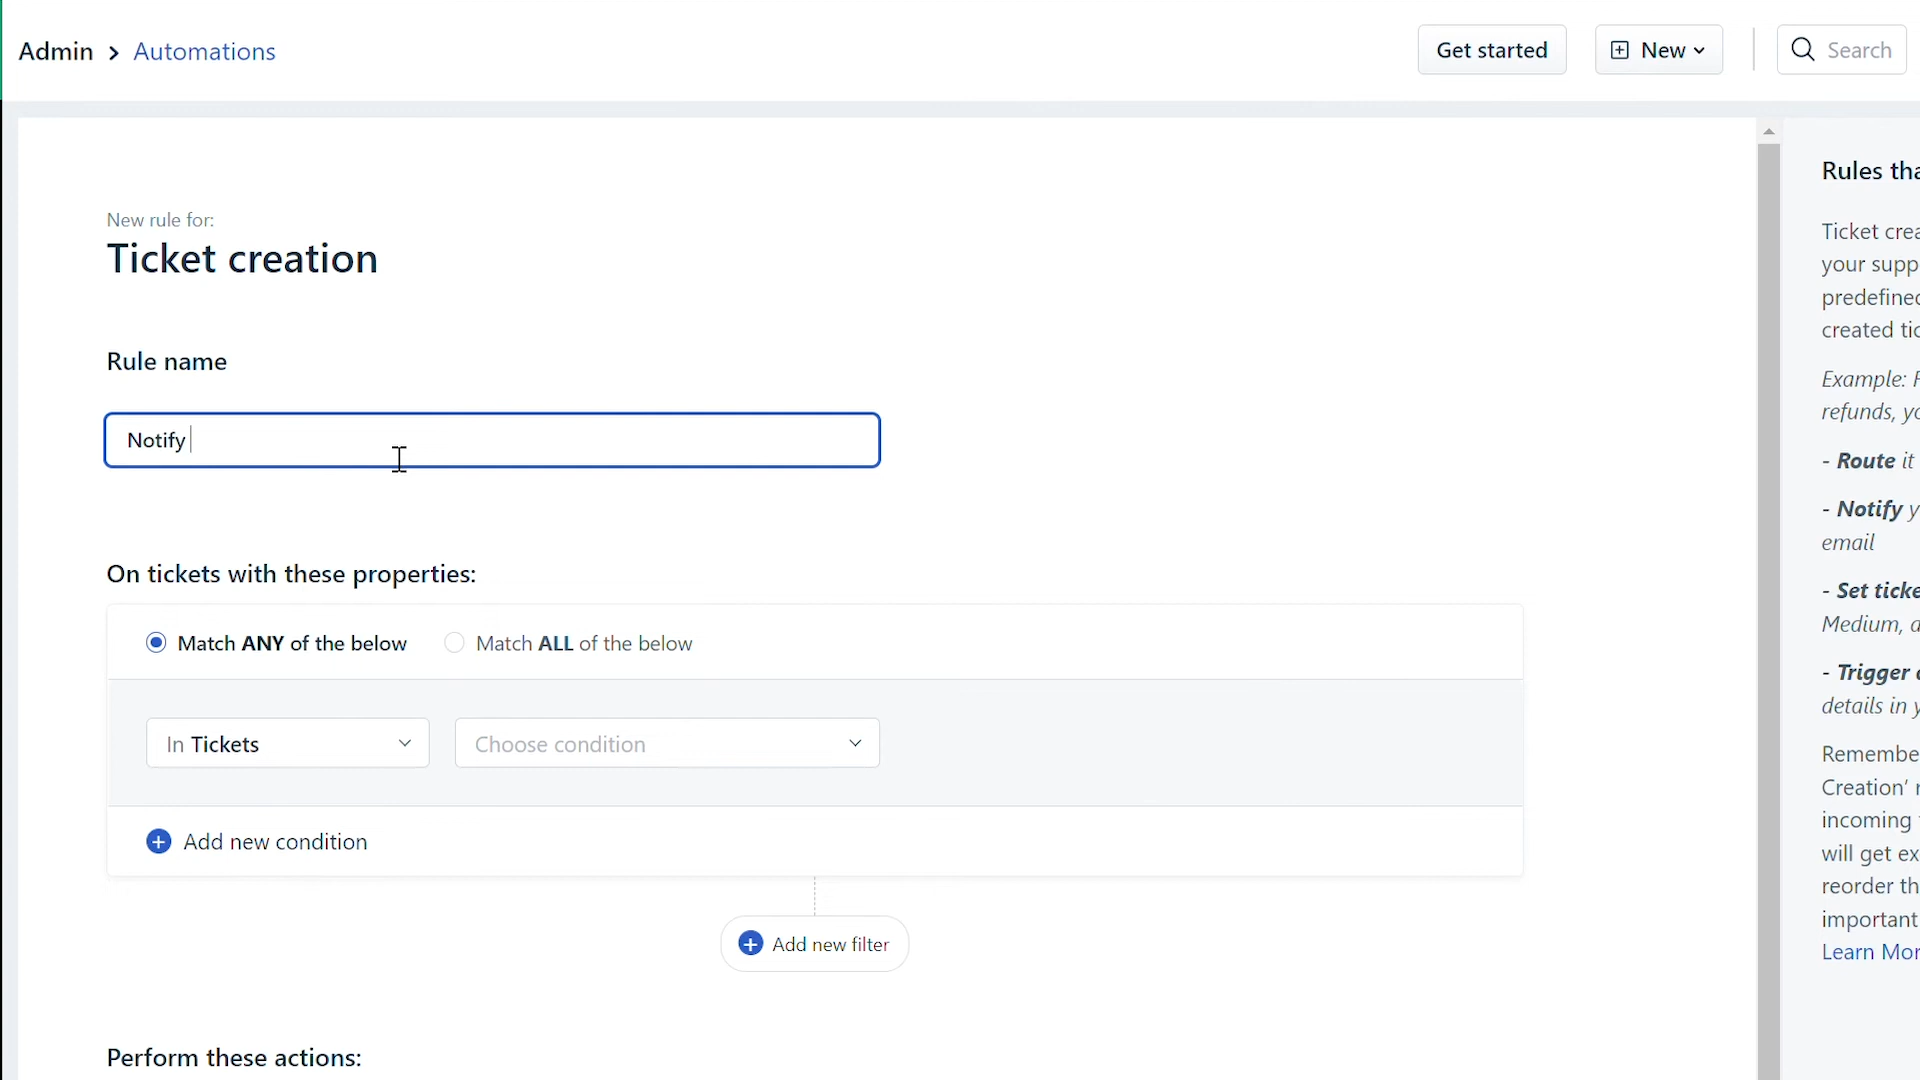 Admin > Automations
Get started
New
Search
New rule for:
Ticket creation
Rule name
Notify
On tickets with these properties:
Match ANY of the below
Match ALL of the below
In Tickets
Choose condition
Add new condition
Add new filter
Perform these actions:
Rules tha
Ticket crea
your supp
predefined
created tic
Example:
refunds, yo
- Route it
- Notify y
email
- Set ticke
Medium, a
- Trigger
details in y
Remembe
Creation'
incoming
will get ex
reorder th
important
Learn Mor